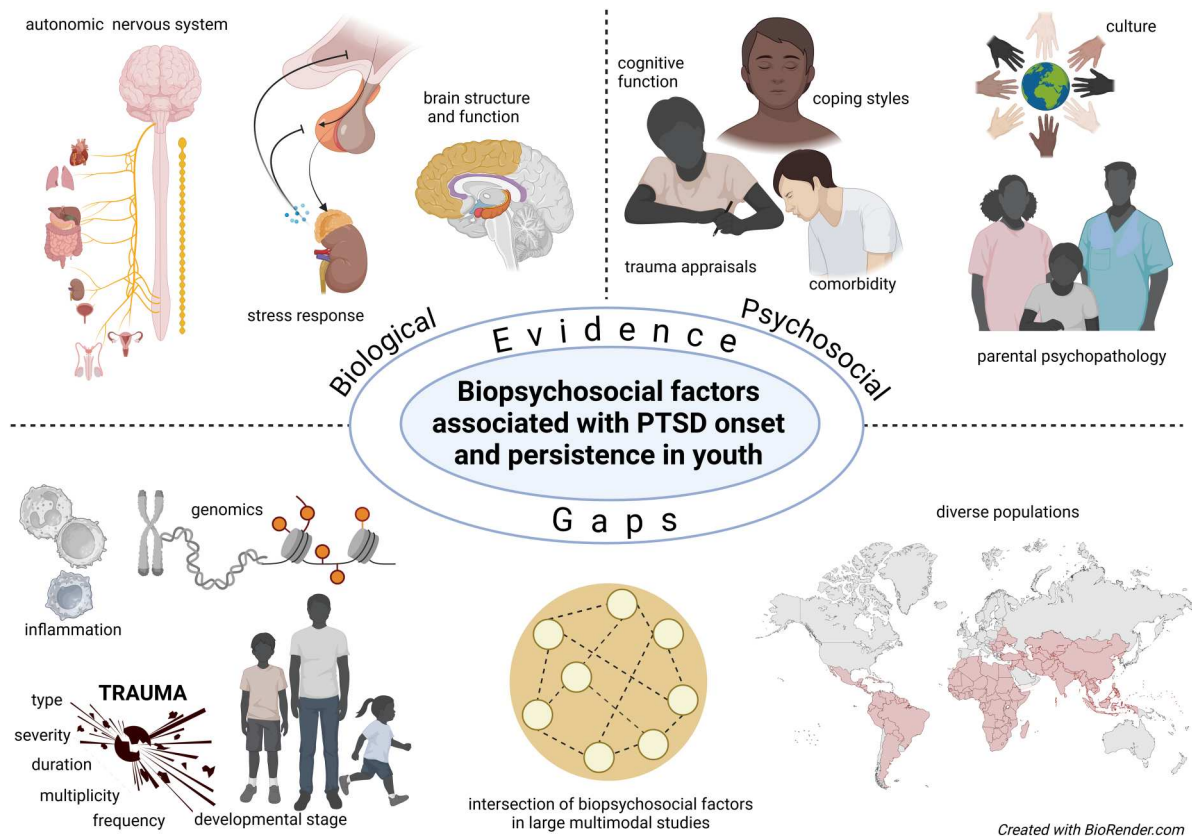 autonomic nervous system
stress response
brain structure
and function
cognitive
function
coping styles
trauma appraisals
comorbidity
culture
parental psychopathology
Biological
Evidence
Psychosocial
Biopsychosocial factors
associated with PTSD onset
and persistence in youth
Gaps
inflammation
genomics
TRAUMA
type
severity
duration
multiplicity
frequency
developmental stage
intersection of biopsychosocial factors
in large multimodal studies
diverse populations
Created with BioRender.com